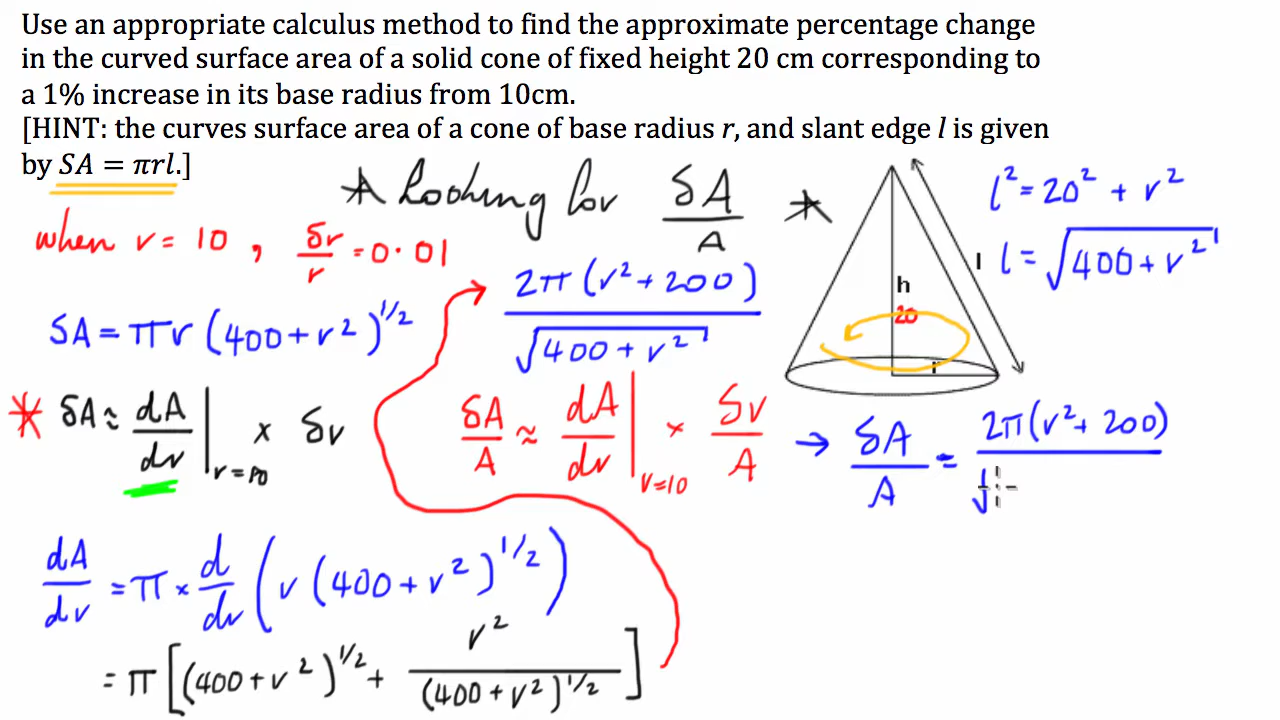 Use an appropriate calculus method to find the approximate percentage change
in the curved surface area of a solid cone of fixed height 20 cm corresponding to
a 1% increase in its base radius from 10cm.
[HINT: the curves surface area of a cone of base radius r, and slant edge l is given
by SA = πrl.]
* Looking for δA/A *
when r = 10, δr/r = 0.01
l² = 20² + r²
l = √(400 + r²)
l
h
20
r
SA = πr (400 + r²)^1/2
2π (r² + 200) / √(400 + r²)
* δA ≈ dA/dr |r=10 × δr
δA/A ≈ dA/dr |r=10 × δr/A
→ δA/A = 2π(r² + 200) / √
dA/dr = π × d/dr (r (400 + r²)^1/2)
= π [(400 + r²)^1/2 + r² / (400 + r²)^1/2]